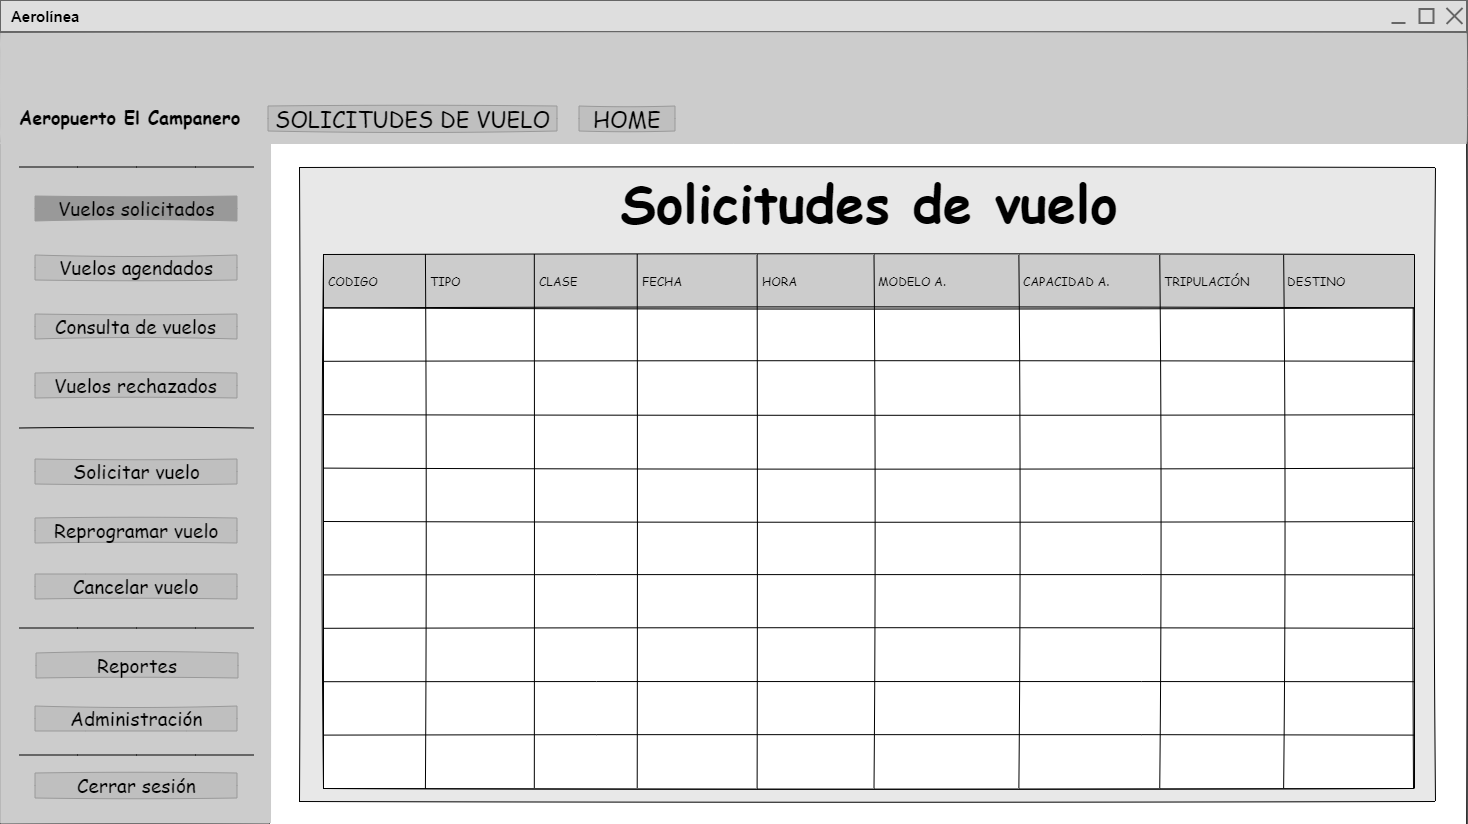 Aerolínea
Aeropuerto El Campanero
SOLICITUDES DE VUELO
HOME
Vuelos solicitados
Vuelos agendados
Consulta de vuelos
Vuelos rechazados
Solicitar vuelo
Reprogramar vuelo
Cancelar vuelo
Reportes
Administración
Cerrar sesión
Solicitudes de vuelo
CODIGO TIPO CLASE FECHA HORA MODELO A. CAPACIDAD A. TRIPULACIÓN DESTINO